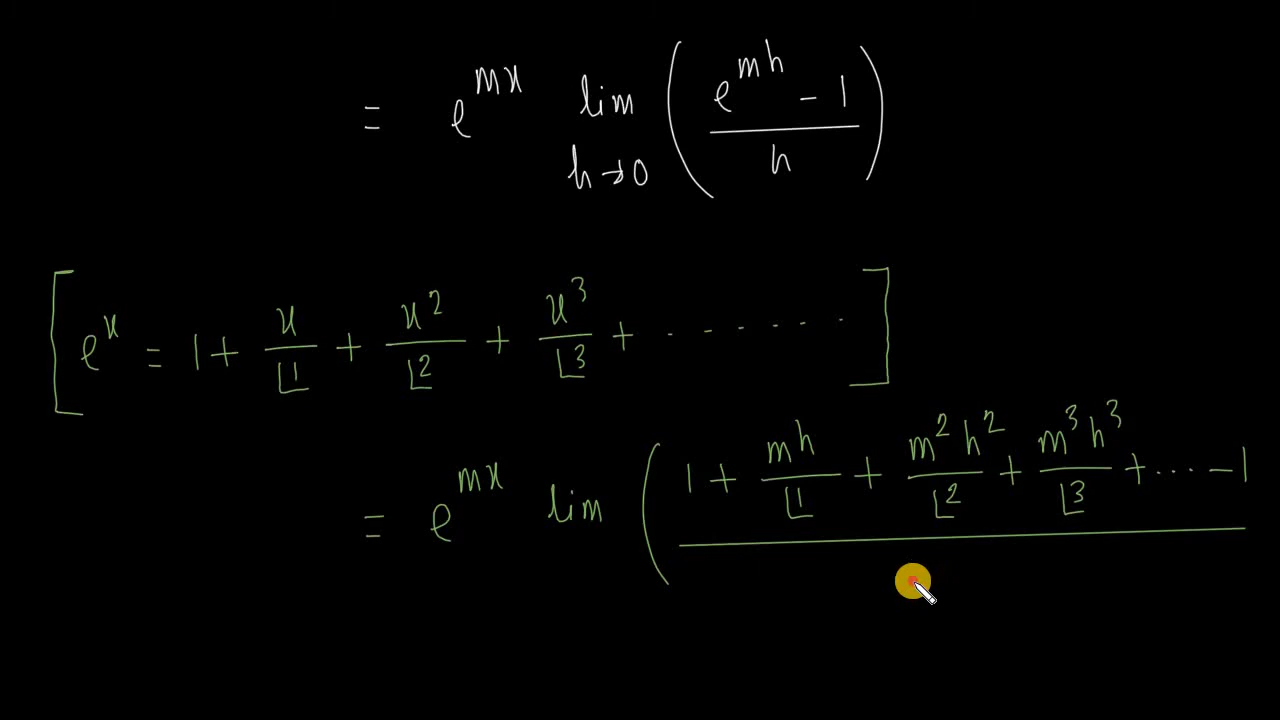 = e^{mx} lim_{h→0} ( (e^{mh} - 1) / h )
[ e^x = 1 + x/⌊1 + x^2/⌊2 + x^3/⌊3 + ........ ]
= e^{mx} lim ( (1 + mh/⌊1 + m^2h^2/⌊2 + m^3h^3/⌊3 + ... - 1) /